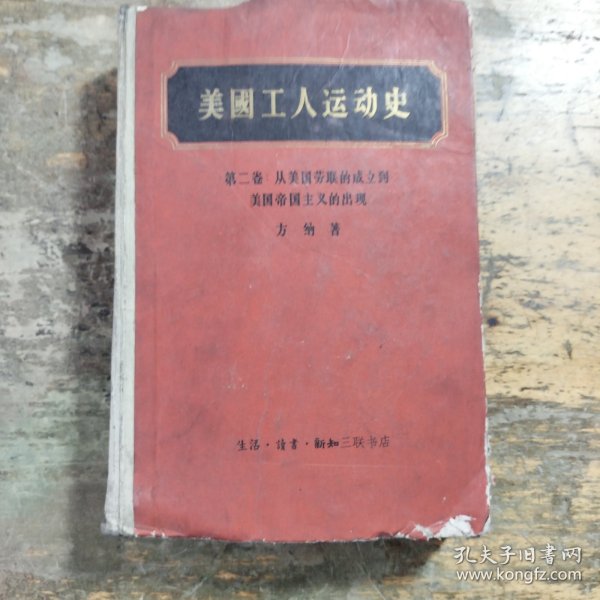 美國工人运动史
第二卷：从美国劳联的成立到
美国帝国主义的出现
方纳著
生活·讀書·新知三联书店
孔夫子旧书网
www.kongfz.com